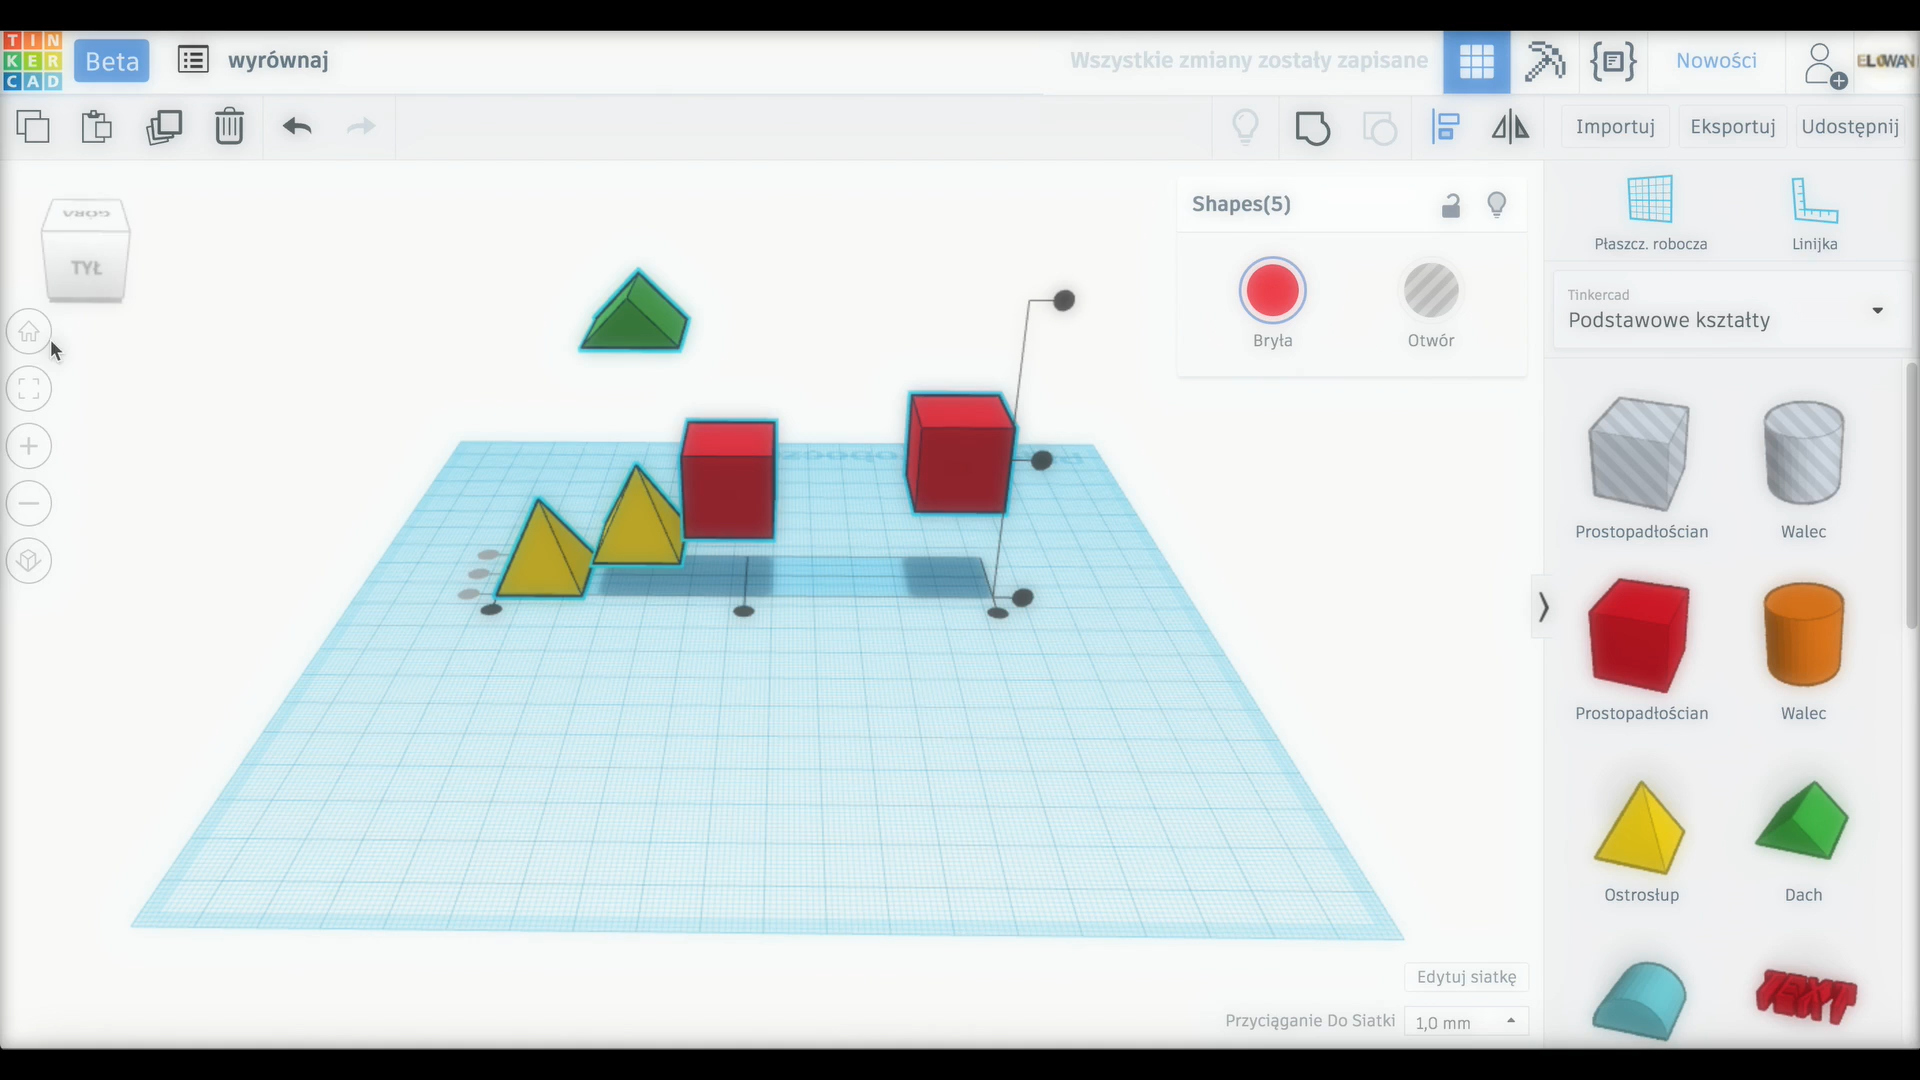 TIN
KER
CAD
Beta
wyrównaj
Wszystkie zmiany zostały zapisane
Nowości
Importuj
Eksportuj
Udostępnij
GÓRA
TYŁ
Shapes(5)
Bryła
Otwór
Płaszcz. robocza
Linijka
Tinkercad
Podstawowe kształty
Prostopadłościan
Walec
Prostopadłościan
Walec
Ostrosłup
Dach
TEXT
Edytuj siatkę
Przyciąganie Do Siatki
1,0 mm